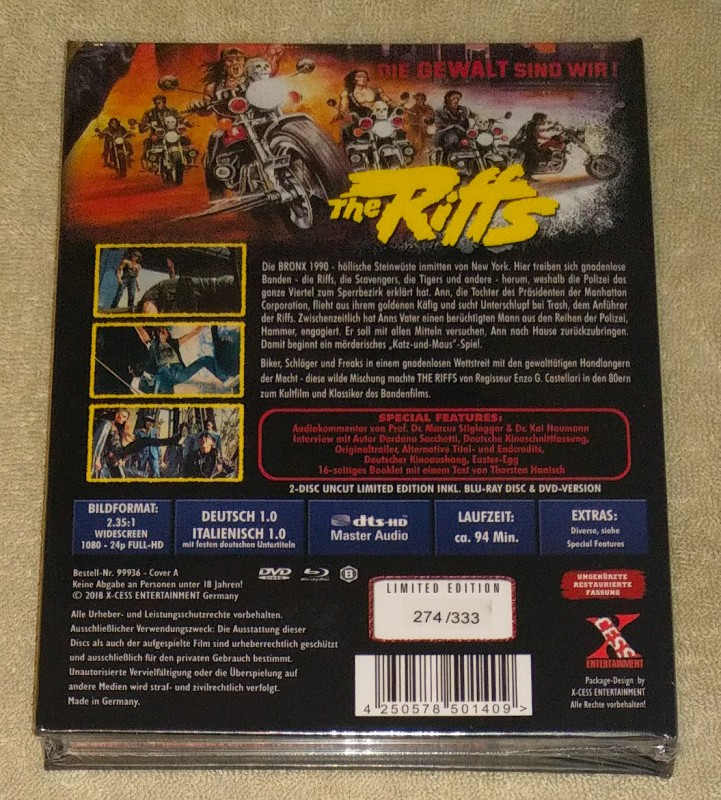 DIE GEWALT SIND WIR!
The Riffs
Die BRONX 1990 - höllische Steinwüste inmitten von New York. Hier treiben sich gnadenlose
Banden - die Riffs, die Scavengers, die Tigers und andere - herum, weshalb die Polizei das
ganze Viertel zum Sperrbezirk erklärt hat. Ann, die Tochter des Präsidenten der Manhattan
Corporation, flieht aus ihrem goldenen Käfig und sucht Unterschlupf bei Trash, dem Anführer
der Riffs. Zwischenzeitlich hat Anns Vater einen berüchtigten Mann aus den Reihen der Polizei,
Hammer, engagiert. Er soll mit allen Mitteln versuchen, Ann nach Hause zurückzubringen.
Damit beginnt ein mörderisches „Katz-und-Maus“-Spiel.
Biker, Schläger und Freaks in einem gnadenlosen Wettstreit mit den gewalttätigen Handlangern
der Macht - diese wilde Mischung machte THE RIFFS von Regisseur Enzo G. Castellari in den 80ern
zum Kultfilm und Klassiker des Bandenfilms.
SPECIAL FEATURES:
Audiokommentar von Prof. Dr. Marcus Stiglegger & Dr. Kai Naumann
Interview mit Autor Dardano Sacchetti, Deutsche Kinoschnittfassung,
Originaltrailer, Alternative Titel- und Endcredits,
Deutscher Kinoaushang, Easter-Egg
16-seitiges Booklet mit einem Text von Thorsten Hanisch
2-DISC UNCUT LIMITED EDITION INKL. BLU-RAY DISC & DVD-VERSION
BILDFORMAT:
2.35:1
WIDESCREEN
1080 - 24p FULL-HD
DEUTSCH 1.0
ITALIENISCH 1.0
mit festen deutschen Untertiteln
dts-HD
Master Audio
LAUFZEIT:
ca. 94 Min.
EXTRAS:
Diverse, siehe
Special Features
Bestell-Nr. 99936 - Cover A
Keine Abgabe an Personen unter 18 Jahren!
© 2018 X-CESS ENTERTAINMENT Germany
DVD
VIDEO
Blu-rayDisc
B
Alle Urheber- und Leistungsschutzrechte vorbehalten.
Ausschließlicher Verwendungszweck: Die Ausstattung dieser
Discs als auch der aufgespielte Film sind urheberrechtlich geschützt
und ausschließlich für den privaten Gebrauch bestimmt.
Unautorisierte Vervielfältigung oder die Überspielung auf
andere Medien wird straf- und zivilrechtlich verfolgt.
Made in Germany.
LIMITED EDITION
274/333
4 250578 501409 >
UNGEKÜRZTE
RESTAURIERTE
FASSUNG
X CESS
ENTERTAINMENT
Package-Design by
X-CESS ENTERTAINMENT
Alle Rechte vorbehalten!